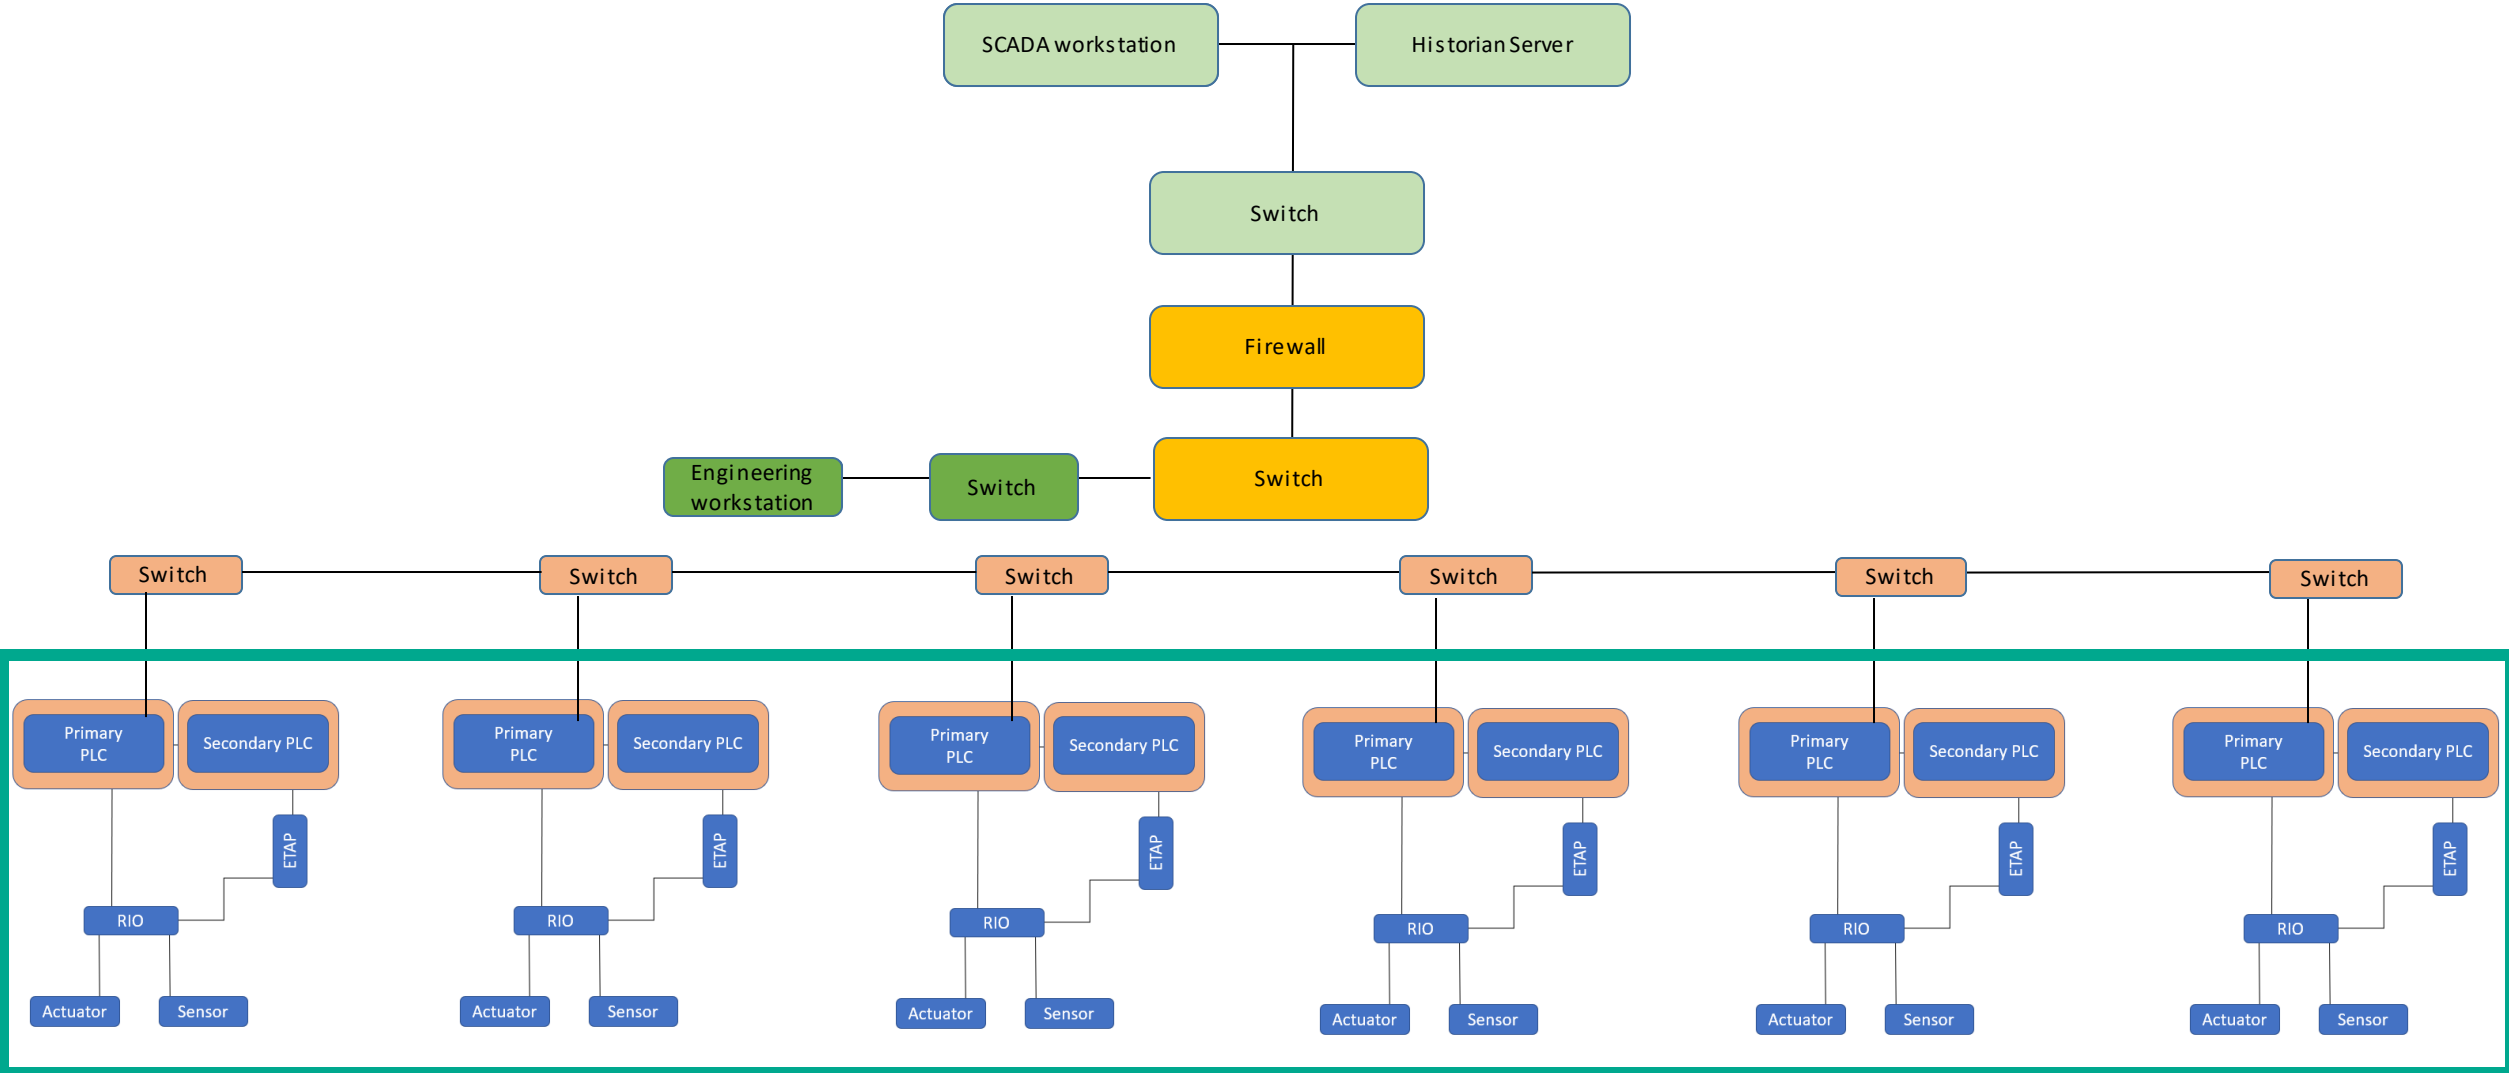 SCADA workstation
Historian Server
Switch
Firewall
Switch
Engineering
workstation
Switch
Switch
Switch
Switch
Switch
Switch
Switch
Primary
PLC
Secondary PLC
Primary
PLC
Secondary PLC
Primary
PLC
Secondary PLC
Primary
PLC
Secondary PLC
Primary
PLC
Secondary PLC
Primary
PLC
Secondary PLC
ETAP
ETAP
ETAP
ETAP
ETAP
ETAP
RIO
RIO
RIO
RIO
RIO
RIO
Actuator
Sensor
Actuator
Sensor
Actuator
Sensor
Actuator
Sensor
Actuator
Sensor
Actuator
Sensor